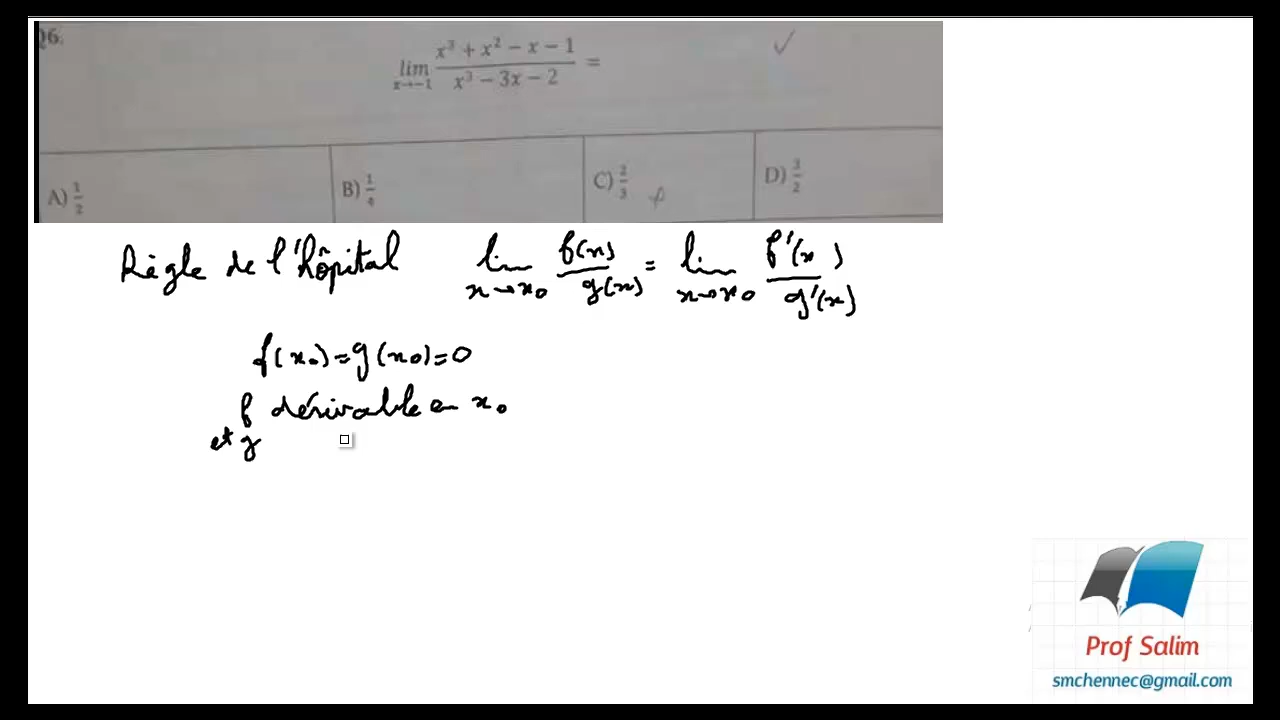 Q6.
lim x→-1 (x³ + x² − x − 1)/(x³ − 3x − 2) =
A) 1/2 B) 1/4 C) 2/3 D) 3/2
Règle de l'hôpital lim x→x₀ f(x)/g(x) = lim x→x₀ f'(x)/g'(x)
f(x₀) = g(x₀) = 0
f dérivable en x₀
et g
Prof Salim
smchennec@gmail.com